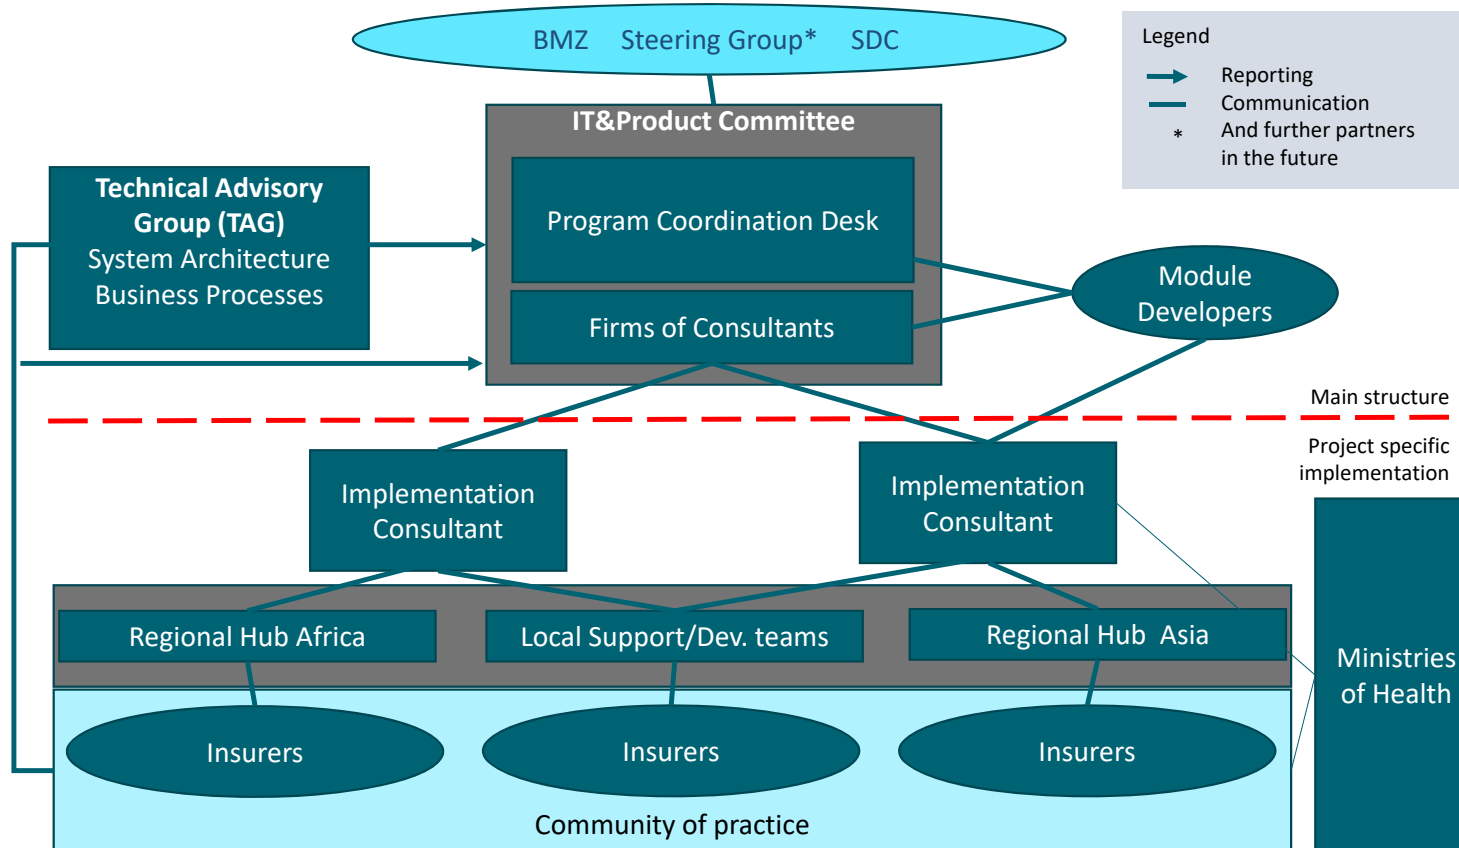 BMZ Steering Group* SDC
Legend
Reporting
Communication
* And further partners
in the future
IT&Product Committee
Technical Advisory
Group (TAG)
System Architecture
Business Processes
Program Coordination Desk
Module
Developers
Firms of Consultants
Main structure
Project specific
implementation
Implementation
Consultant
Implementation
Consultant
Regional Hub Africa
Local Support/Dev. teams
Regional Hub Asia
Ministries
of Health
Insurers
Insurers
Insurers
Community of practice